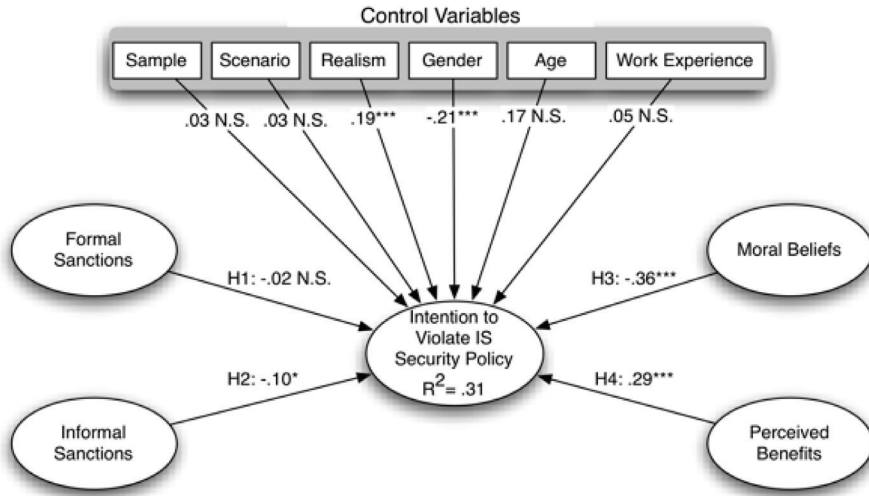 Control Variables
Sample
Scenario
Realism
Gender
Age
Work Experience
.03 N.S.
.03 N.S.
.19***
-.21***
.17 N.S.
.05 N.S.
Formal
Sanctions
Moral Beliefs
H1: -.02 N.S.
H3: -.36***
Intention to
Violate IS
Security Policy
R²= .31
H2: -.10*
H4: .29***
Informal
Sanctions
Perceived
Benefits